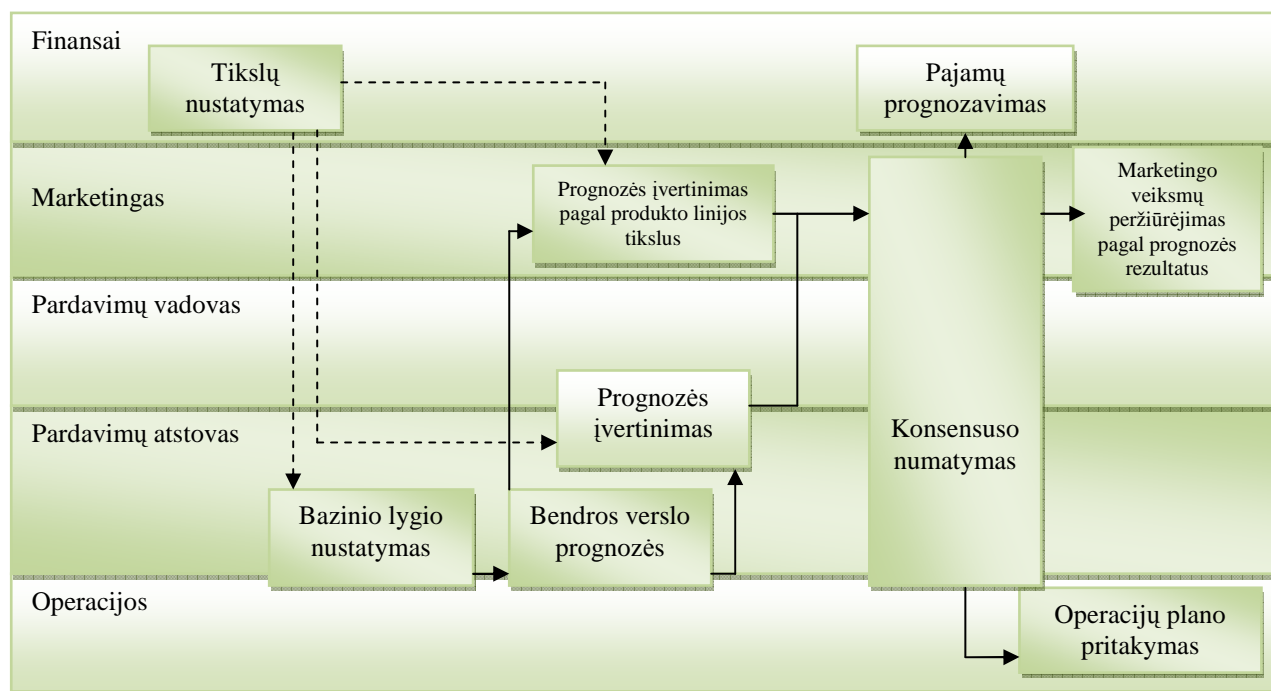 Finansai
Tikslų
nustatymas
Pajamų
prognozavimas
Marketingas
Prognozės įvertinimas
pagal produkto linijos
tikslus
Marketingo
veiksmų
peržiūrėjimas
pagal prognozės
rezultatus
Pardavimų vadovas
Prognozės
įvertinimas
Pardavimų atstovas
Konsensuso
numatymas
Bazinio lygio
nustatymas
Bendros verslo
prognozės
Operacijos
Operacijų plano
pritakymas